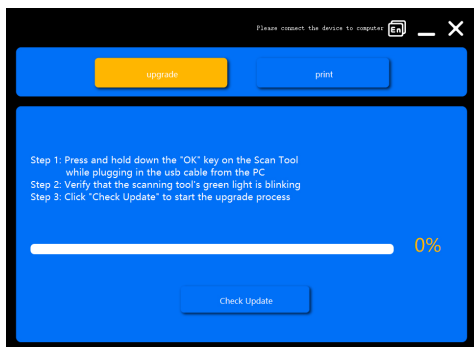 Please connect the device to computer En
upgrade print
Step 1: Press and hold down the "OK" key on the Scan Tool
while plugging in the usb cable from the PC
Step 2: Verify that the scanning tool's green light is blinking
Step 3: Click "Check Update" to start the upgrade process
0%
Check Update